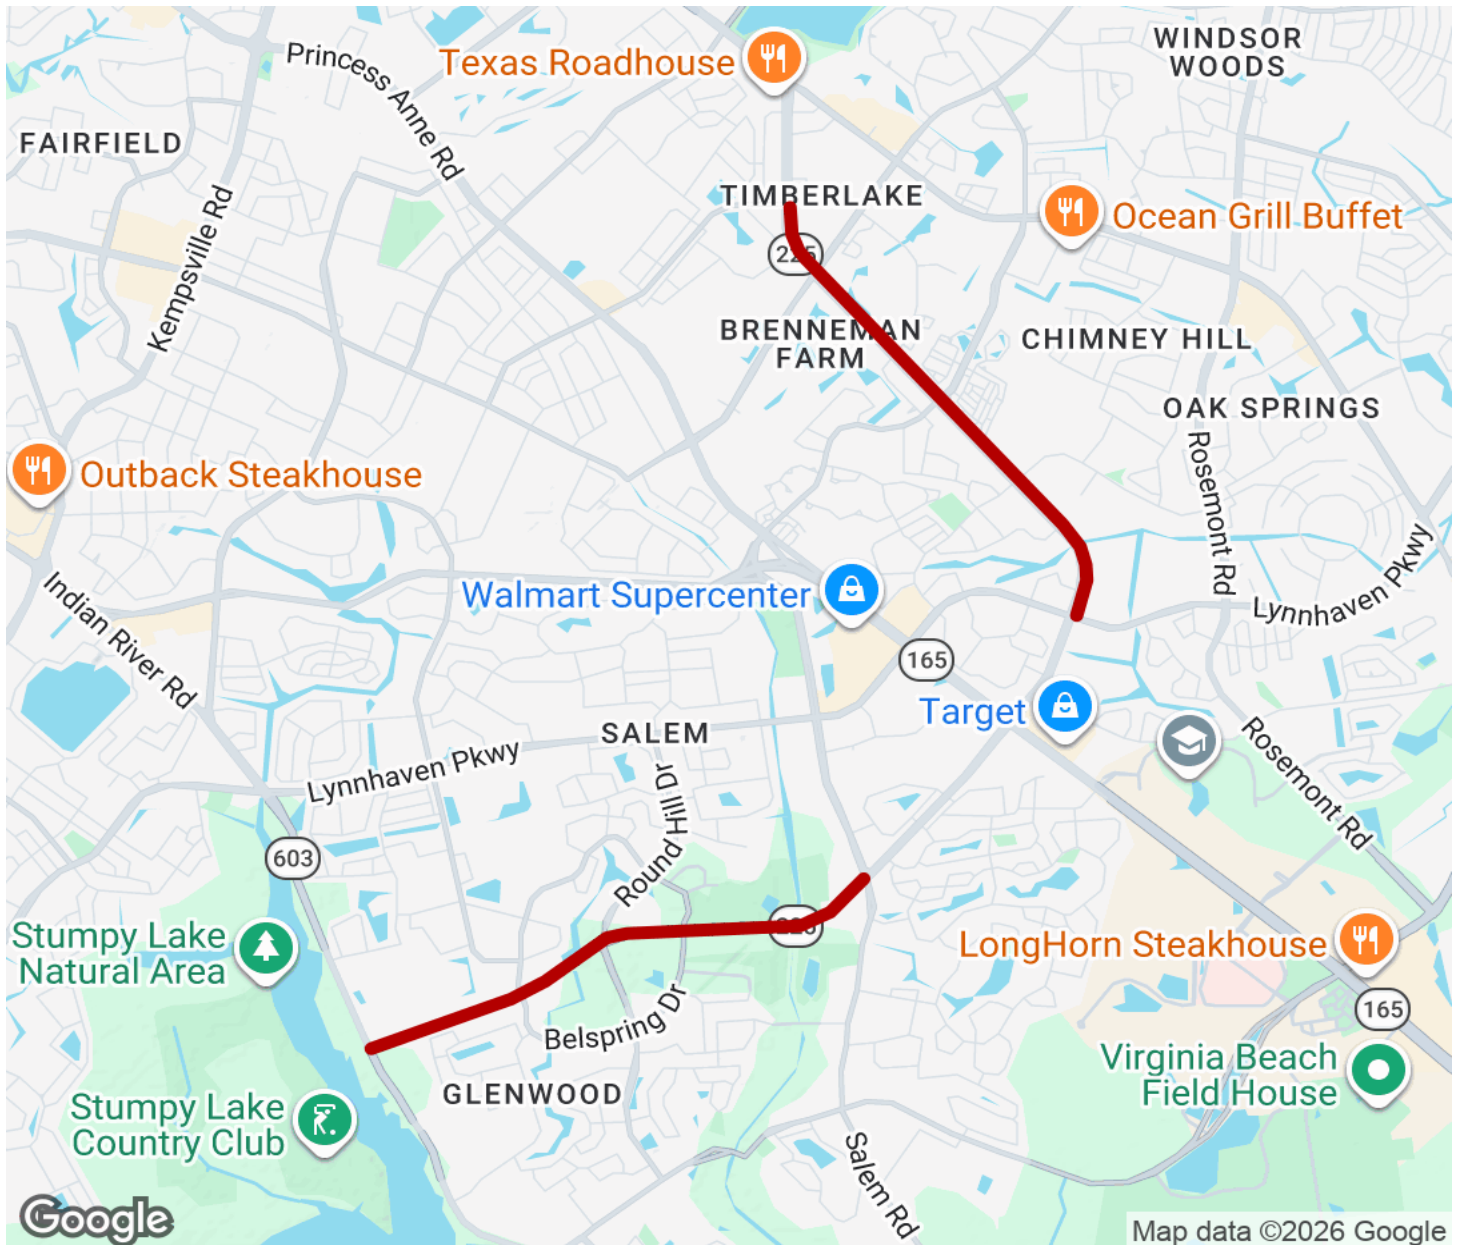 WINDSOR
WOODS
Princess Anne Rd
Texas Roadhouse
FAIRFIELD
TIMBERLAKE
Kempsville Rd
Ocean Grill Buffet
225
BRENNEMAN
FARM
CHIMNEY HILL
OAK SPRINGS
Outback Steakhouse
Rosemont Rd
Lynnhaven Pkwy
Walmart Supercenter
Indian River Rd
165
Target
SALEM
Lynnhaven Pkwy
Round Hill Dr
Rosemont Rd
603
Stumpy Lake
Natural Area
LongHorn Steakhouse
165
Belspring Dr
GLENWOOD
Virginia Beach
Field House
Stumpy Lake
Country Club
Salem Rd
Google
Map data ©2026 Google